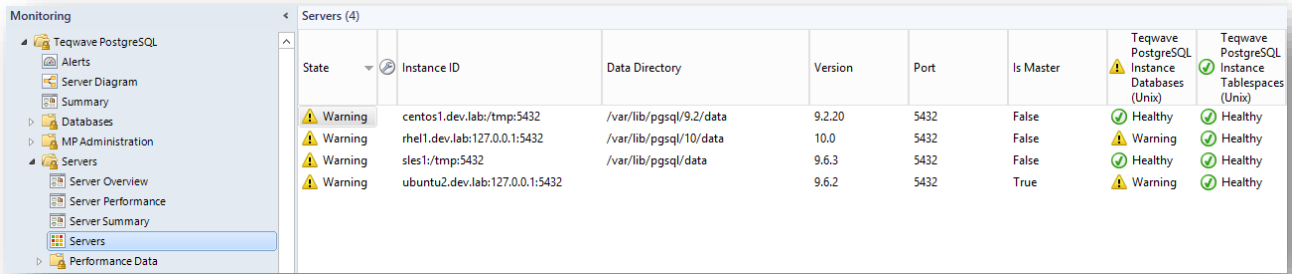 Monitoring
Teqwave PostgreSQL
Alerts
Server Diagram
Summary
Databases
MP Administration
Servers
Server Overview
Server Performance
Server Summary
Servers
Performance Data
Servers (4)
State Instance ID Data Directory Version Port Is Master Teqwave PostgreSQL Instance Databases (Unix) Teqwave PostgreSQL Instance Tablespaces (Unix)
Warning centos1.dev.lab:/tmp:5432 /var/lib/pgsql/9.2/data 9.2.20 5432 False Healthy Healthy
Warning rhel1.dev.lab:127.0.0.1:5432 /var/lib/pgsql/10/data 10.0 5432 False Warning Healthy
Warning sles1:/tmp:5432 /var/lib/pgsql/data 9.6.3 5432 False Healthy Healthy
Warning ubuntu2.dev.lab:127.0.0.1:5432 9.6.2 5432 True Warning Healthy